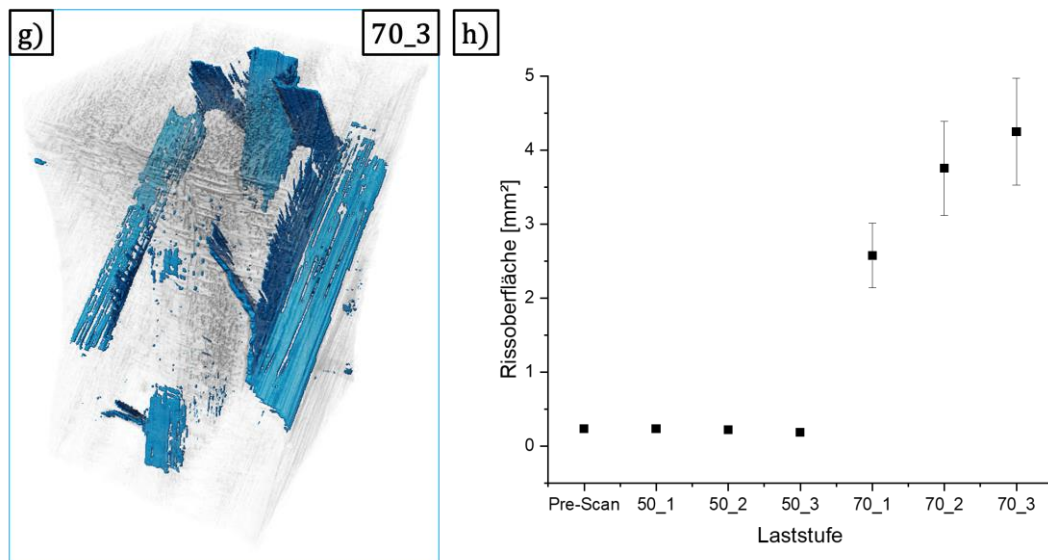 g)
70_3
h)
5
4
3
2
1
0
Rissoberfläche [mm²]
Pre-Scan 50_1 50_2 50_3 70_1 70_2 70_3
Laststufe